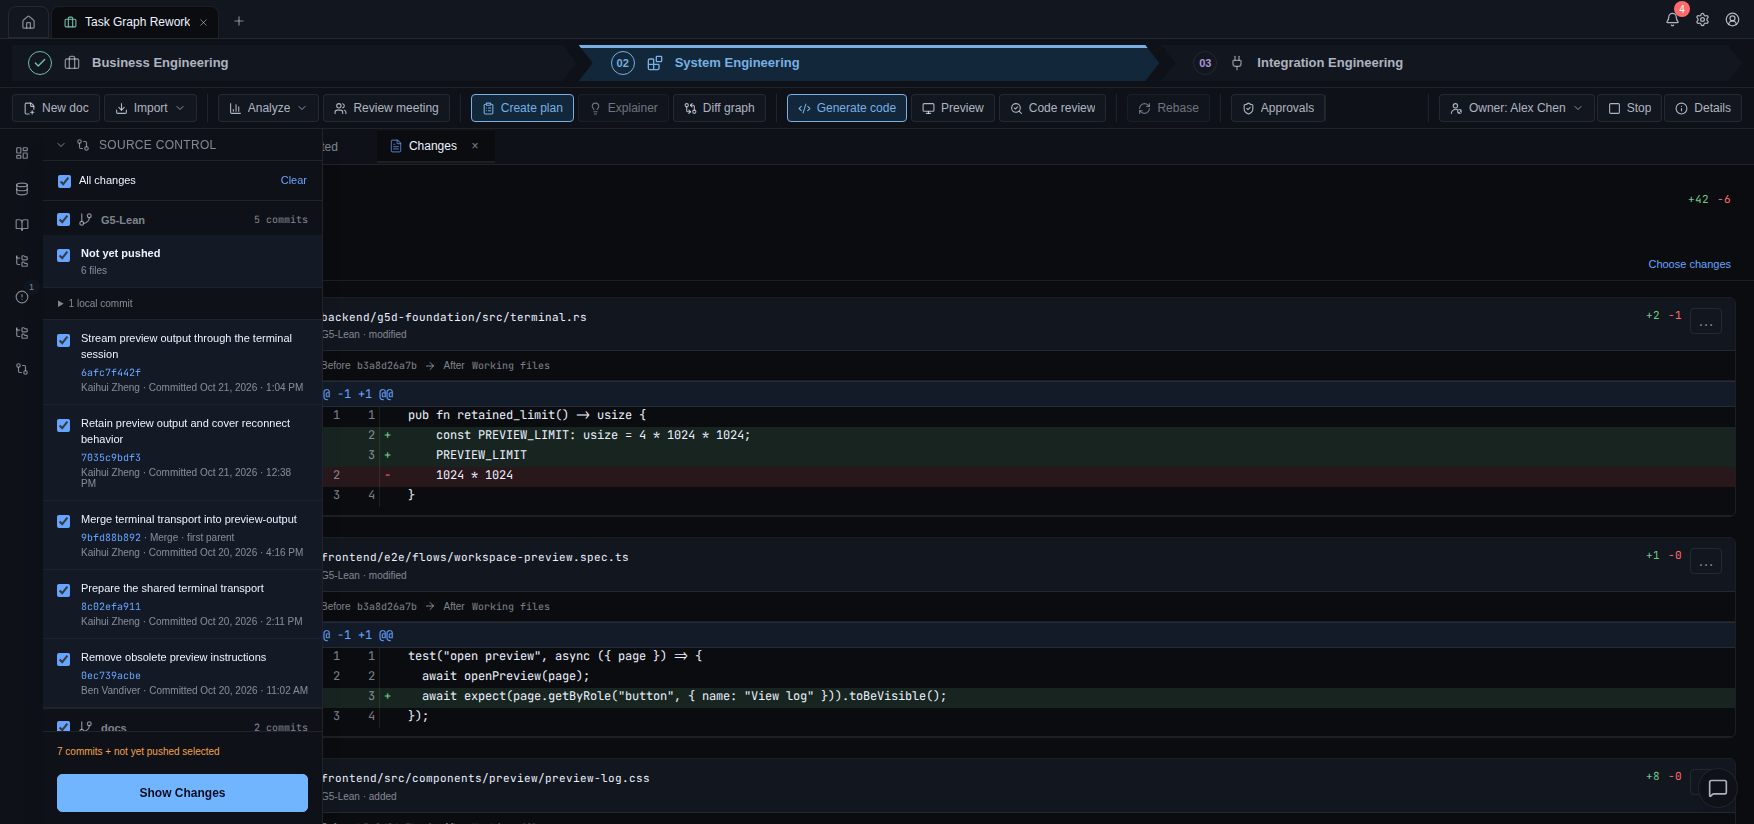 Task Graph Rework
4
Business Engineering
02
System Engineering
03
Integration Engineering
New doc
Import
Analyze
Review meeting
Create plan
Explainer
Diff graph
Generate code
Preview
Code review
Rebase
Approvals
Owner: Alex Chen
Stop
Details
SOURCE CONTROL
ted
Changes ×
All changes
Clear
+42 -6
G5-Lean
5 commits
Not yet pushed
6 files
Choose changes
1
1 local commit
Stream preview output through the terminal
session
6afc7f442f
Kaihui Zheng · Committed Oct 21, 2026 · 1:04 PM
Retain preview output and cover reconnect
behavior
7035c9bdf3
Kaihui Zheng · Committed Oct 21, 2026 · 12:38
PM
Merge terminal transport into preview-output
9bfd88b892 · Merge · first parent
Kaihui Zheng · Committed Oct 20, 2026 · 4:16 PM
Prepare the shared terminal transport
8c02efa911
Kaihui Zheng · Committed Oct 20, 2026 · 2:11 PM
Remove obsolete preview instructions
0ec739acbe
Ben Vandiver · Committed Oct 20, 2026 · 11:02 AM
docs
2 commits
7 commits + not yet pushed selected
Show Changes
backend/g5d-foundation/src/terminal.rs
+2 -1
...
G5-Lean · modified
Before b3a8d26a7b → After Working files
@ -1 +1 @@
1 1 pub fn retained_limit() -> usize {
2 + const PREVIEW_LIMIT: usize = 4 * 1024 * 1024;
3 + PREVIEW_LIMIT
2 - 1024 * 1024
3 4 }
frontend/e2e/flows/workspace-preview.spec.ts
+1 -0
...
G5-Lean · modified
Before b3a8d26a7b → After Working files
@ -1 +1 @@
1 1 test("open preview", async ({ page }) => {
2 2 await openPreview(page);
3 + await expect(page.getByRole("button", { name: "View log" })).toBeVisible();
3 4 });
frontend/src/components/preview/preview-log.css
+8 -0
G5-Lean · added